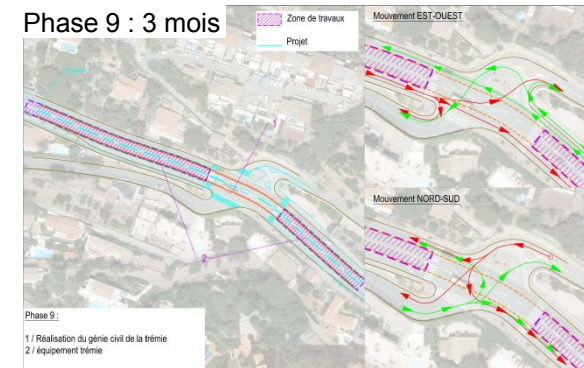 Phase 9 : 3 mois
Zone de travaux
Projet
1
2
Phase 9 :
1 / Réalisation du génie civil de la trémie
2 / équipement trémie
Mouvement EST-OUEST
Mouvement NORD-SUD